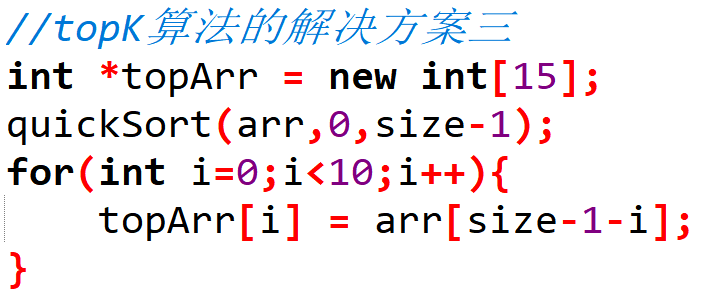 //topK算法的解决方案三
int *topArr = new int[15];
quickSort(arr,0,size-1);
for(int i=0;i<10;i++){
    topArr[i] = arr[size-1-i];
}